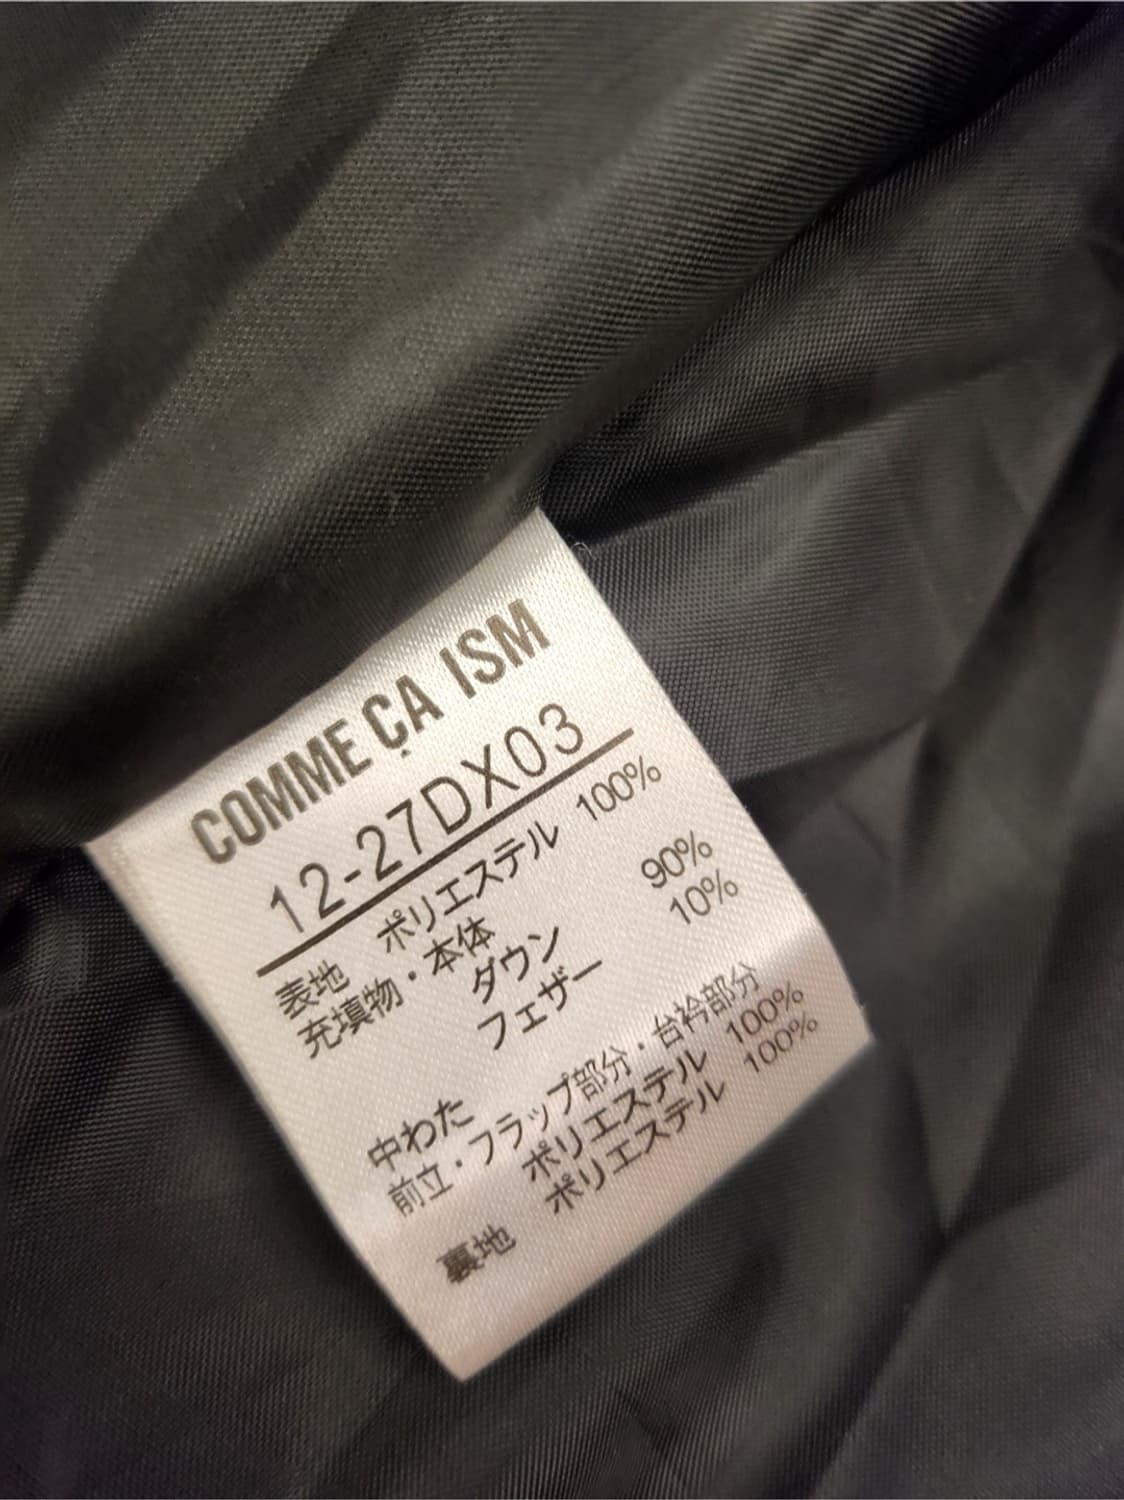 COMME ÇA ISM
12-27DX03
表地 ポリエステル 100%
充填物・本体
ダウン 90%
フェザー 10%
中わた
前立・フラップ部分・台衿部分
ポリエステル 100%
裏地 ポリエステル 100%